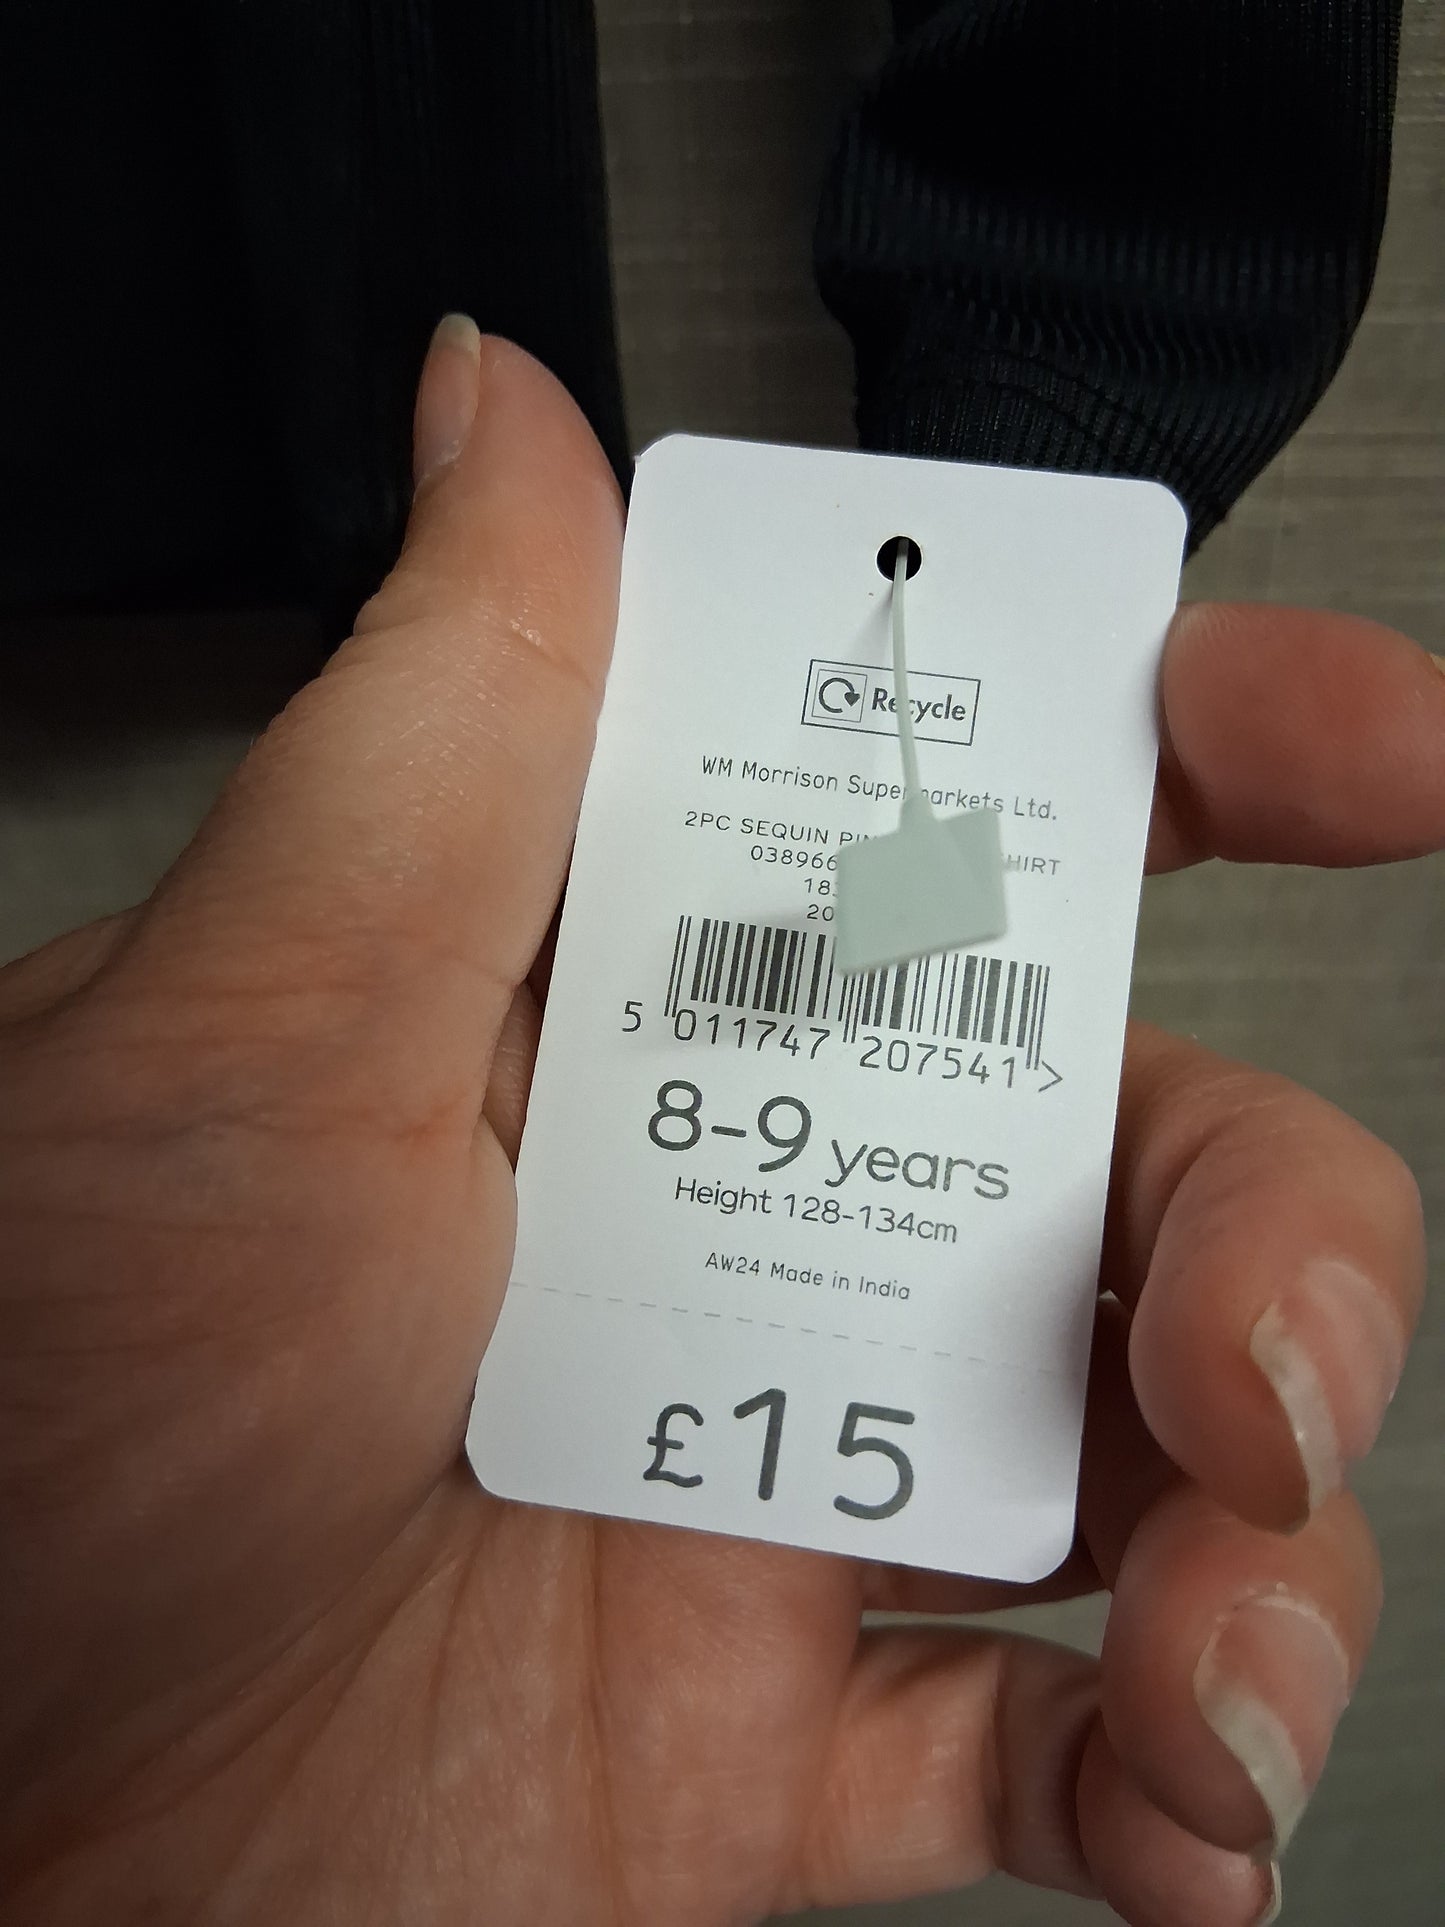 Recycle
WM Morrison Supermarkets Ltd.
2PC SEQUIN
5 011747 207541 >
8-9 years
Height 128-134cm
AW24 Made in India
£15